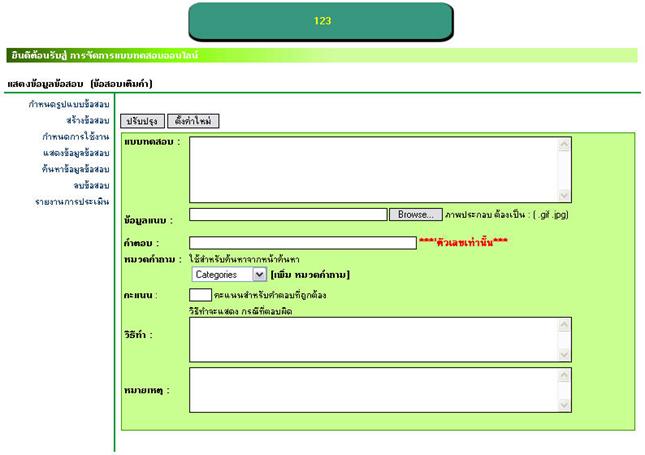 123
ยินดีต้อนรับสู่ การจัดการแบบทดสอบออนไลน์
แสดงข้อมูลข้อสอบ (ข้อสอบเติมคำ)
กำหนดรูปแบบข้อสอบ
สร้างข้อสอบ
กำหนดการใช้งาน
แสดงข้อมูลข้อสอบ
ค้นหาข้อมูลข้อสอบ
ลบข้อสอบ
รายงานการประเมิน
ปรับปรุง ตั้งค่าใหม่
แบบทดสอบ :
ข้อมูลแนบ : Browse... ภาพประกอบ ต้องเป็น : ( .gif .jpg)
คำตอบ : ***'ตัวเลขเท่านั้น***
หมวดคำถาม : ใช้สำหรับค้นหาจากหน้าค้นหา
Categories [เพิ่ม หมวดคำถาม]
คะแนน : คะแนนสำหรับคำตอบที่ถูกต้อง
วิธีทำจะแสดง กรณีที่ตอบผิด
วิธีทำ :
หมายเหตุ :